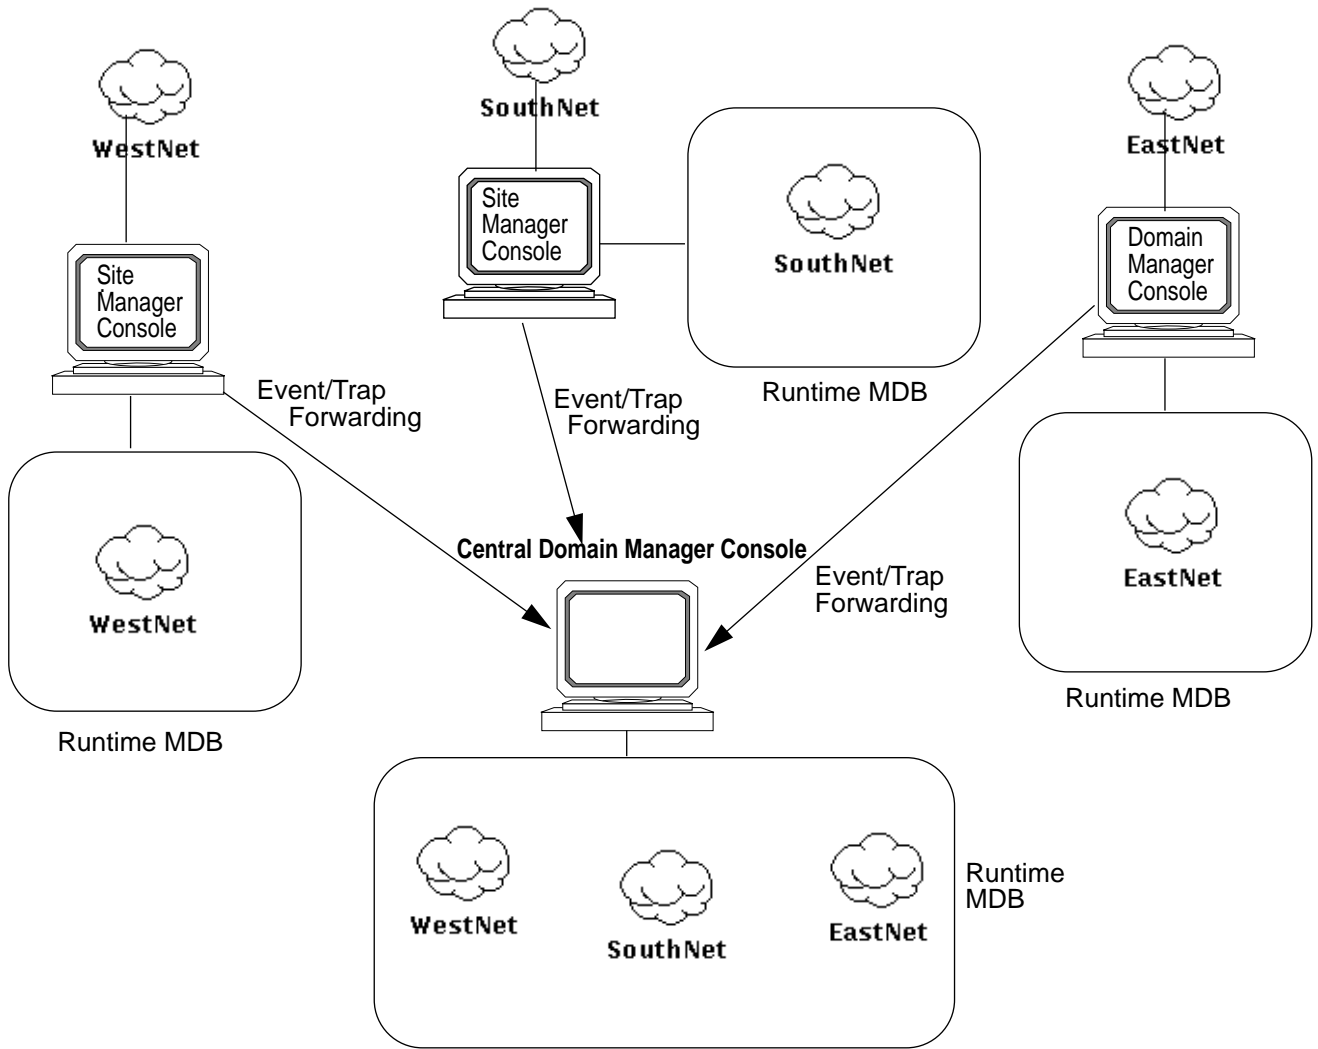 SouthNet
WestNet
EastNet
Site
Manager
Console
SouthNet
Domain
Manager
Console
Site
Manager
Console
Runtime MDB
Event/Trap
Forwarding
Event/Trap
Forwarding
Central Domain Manager Console
Event/Trap
Forwarding
EastNet
WestNet
Runtime MDB
Runtime MDB
WestNet
SouthNet
EastNet
Runtime
MDB